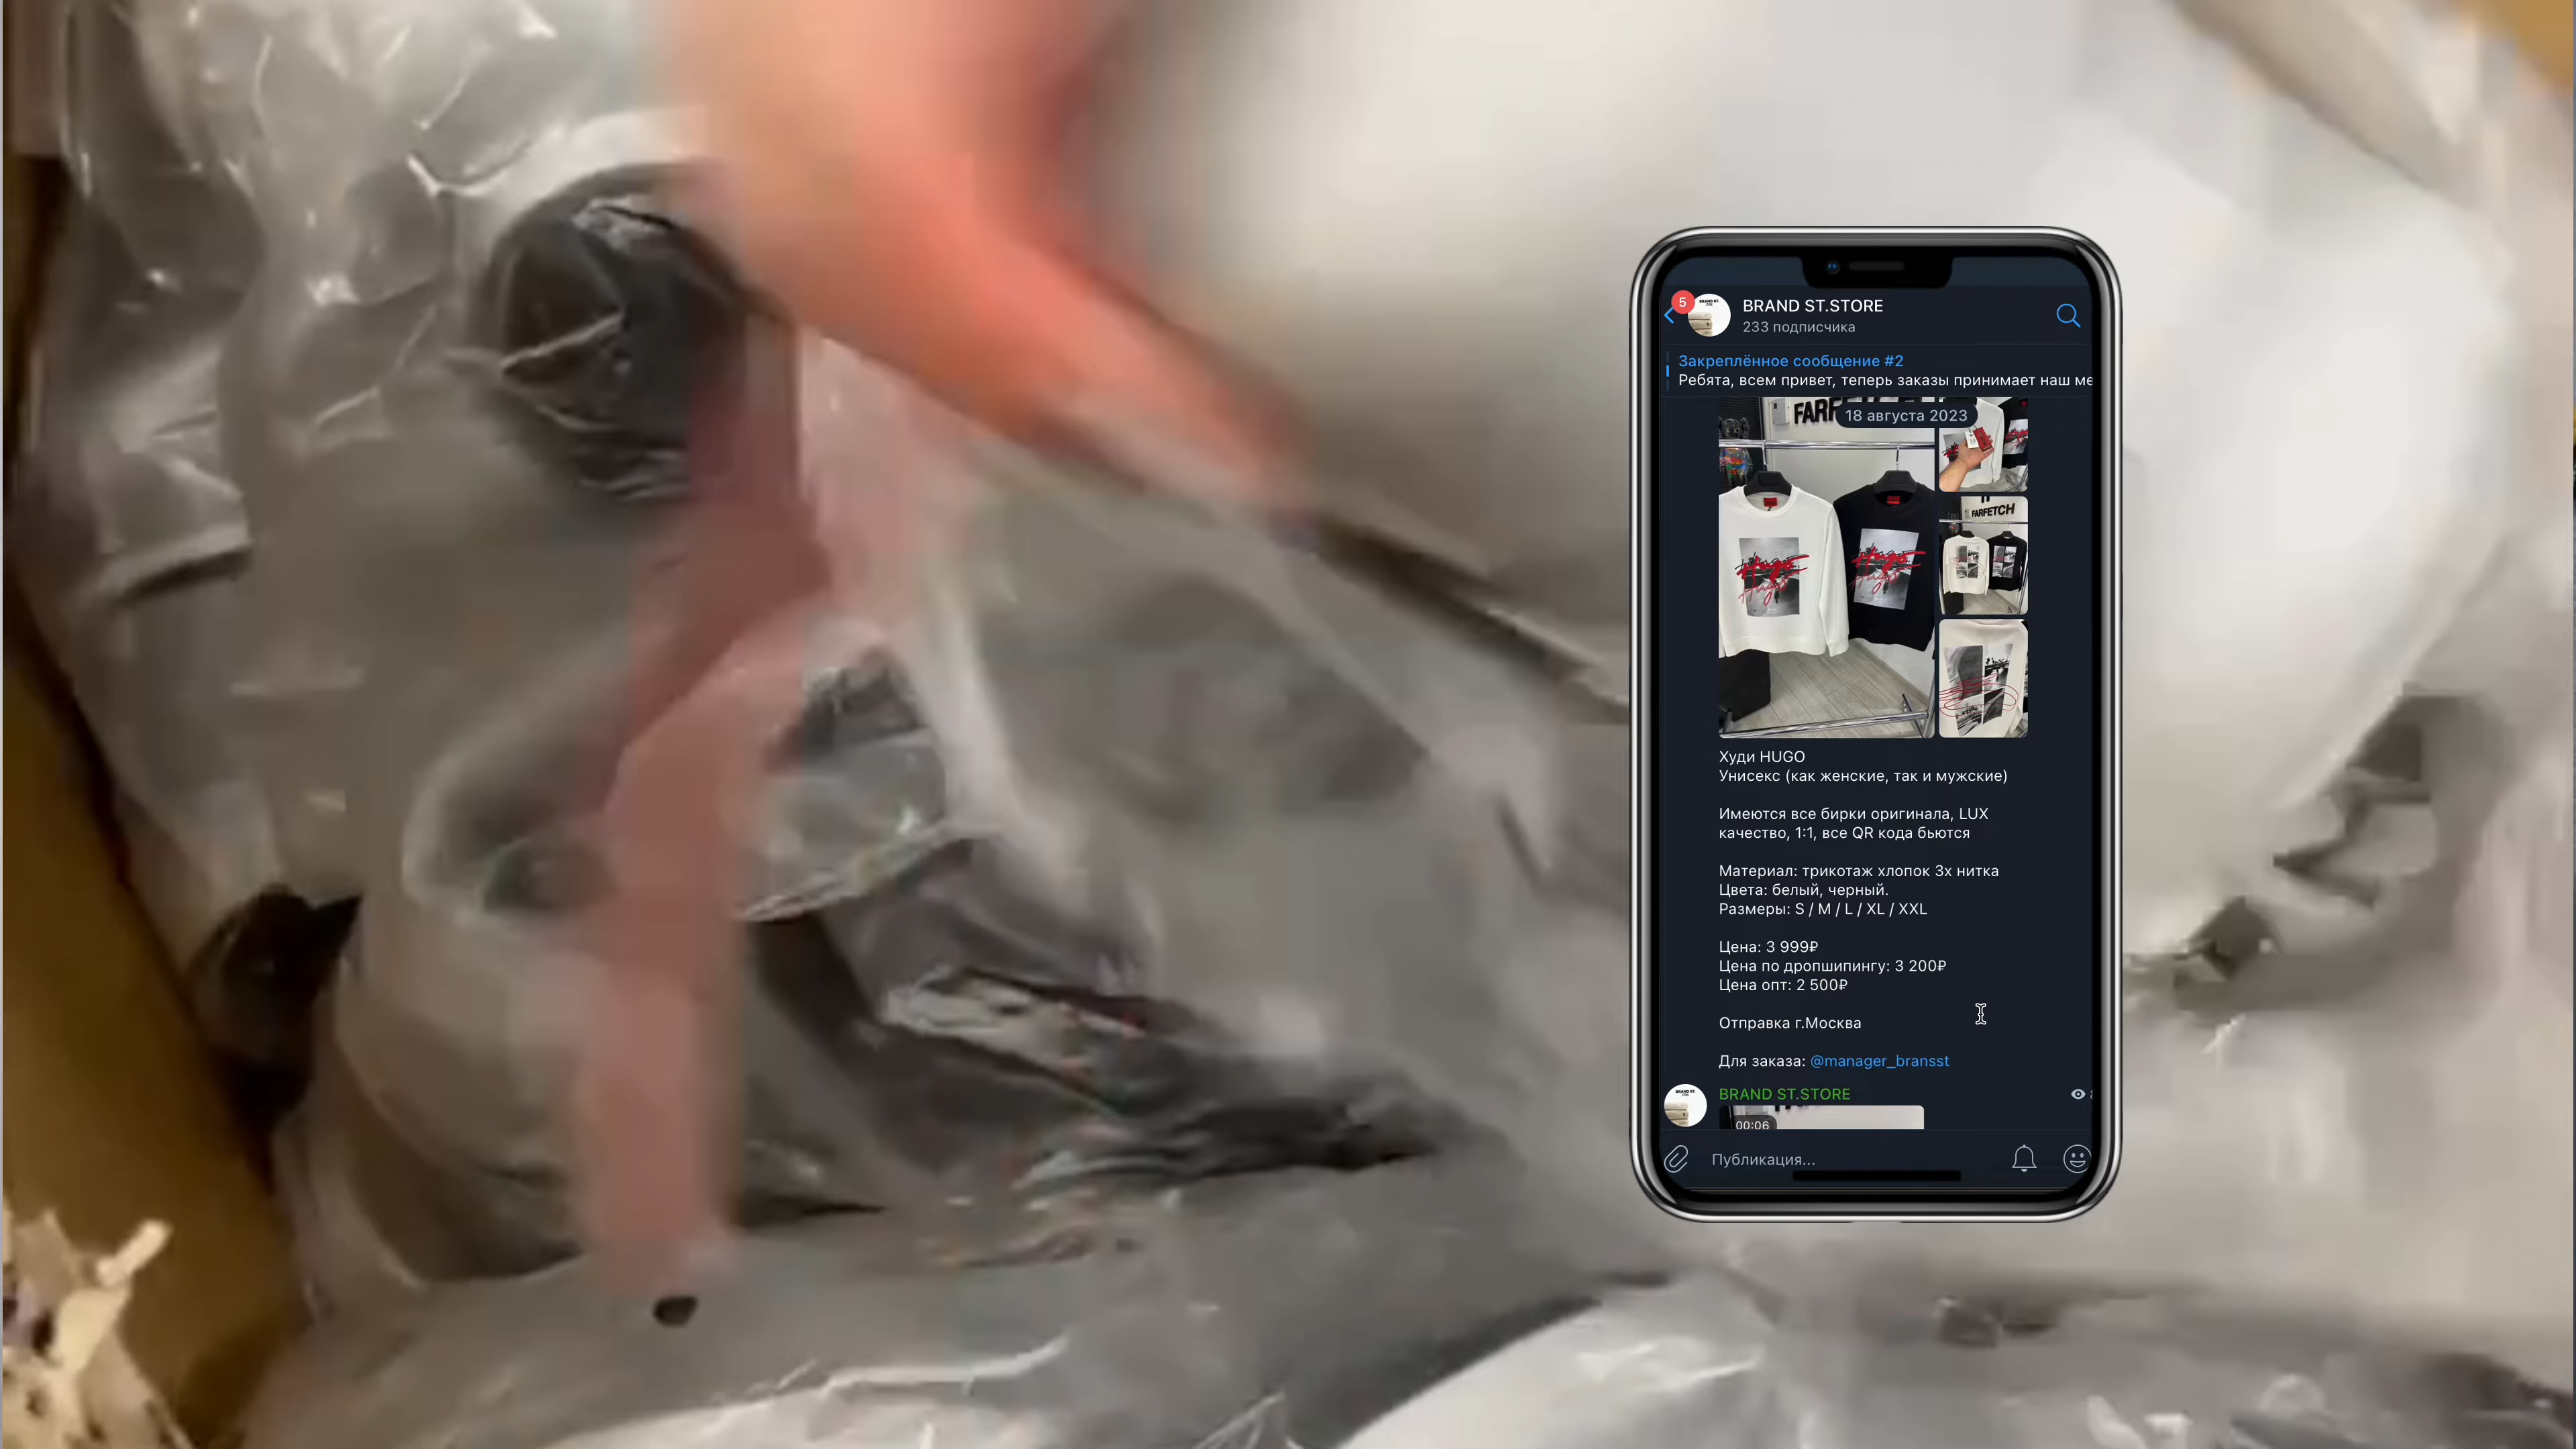 5
BRAND ST.STORE
233 подписчика
Закреплённое сообщение #2
Ребята, всем привет, теперь заказы принимает наш ме
18 августа 2023
FARFETCH
Hugo
Hugo
Худи HUGO
Унисекс (как женские, так и мужские)
Имеются все бирки оригинала, LUX
качество, 1:1, все QR кода бьются
Материал: трикотаж хлопок 3х нитка
Цвета: белый, черный.
Размеры: S / M / L / XL / XXL
Цена: 3 999₽
Цена по дропшипингу: 3 200₽
Цена опт: 2 500₽
Отправка г.Москва
Для заказа: @manager_bransst
BRAND ST.STORE
00:06
Публикация...